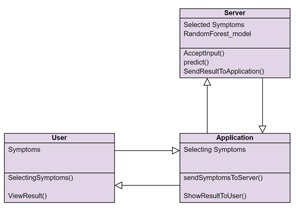 Server
Selected Symptoms
RandomForest_model
AcceptInput()
predict()
SendResultToApplication()
User
Symptoms
SelectingSymptoms()
ViewResult()
Application
Selecting Symptoms
sendSymptomsToServer()
ShowResultToUser()